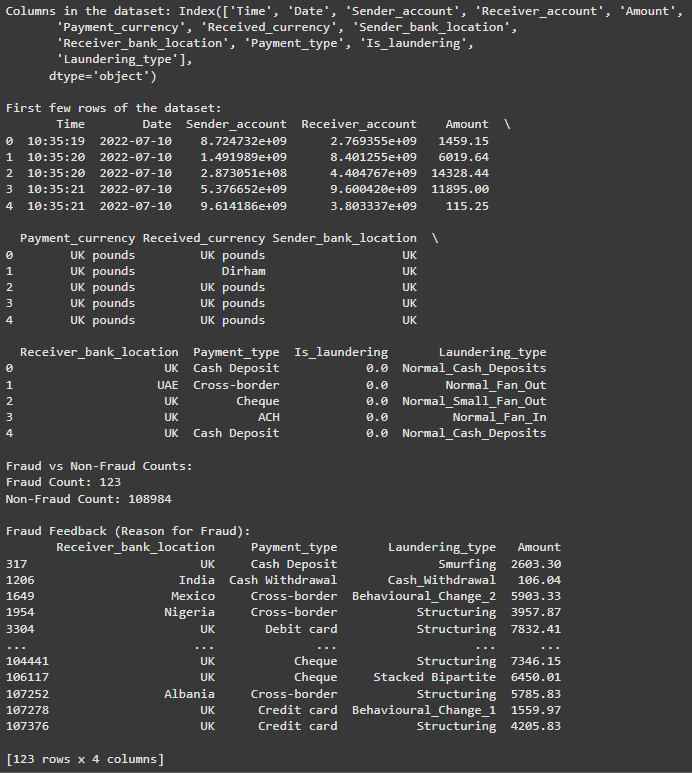 Columns in the dataset: Index(['Time', 'Date', 'Sender_account', 'Receiver_account', 'Amount',
       'Payment_currency', 'Received_currency', 'Sender_bank_location',
       'Receiver_bank_location', 'Payment_type', 'Is_laundering',
       'Laundering_type'],
      dtype='object')

First few rows of the dataset:
       Time        Date  Sender_account  Receiver_account    Amount  \
0  10:35:19  2022-07-10    8.724732e+09      2.769355e+09   1459.15
1  10:35:20  2022-07-10    1.491989e+09      8.401255e+09   6019.64
2  10:35:20  2022-07-10    2.873051e+08      4.404767e+09  14328.44
3  10:35:21  2022-07-10    5.376652e+09      9.600420e+09  11895.00
4  10:35:21  2022-07-10    9.614186e+09      3.803337e+09    115.25

  Payment_currency Received_currency Sender_bank_location  \
0        UK pounds         UK pounds                   UK
1        UK pounds            Dirham                   UK
2        UK pounds         UK pounds                   UK
3        UK pounds         UK pounds                   UK
4        UK pounds         UK pounds                   UK

  Receiver_bank_location  Payment_type  Is_laundering       Laundering_type
0                     UK  Cash Deposit            0.0  Normal_Cash_Deposits
1                    UAE  Cross-border            0.0        Normal_Fan_Out
2                     UK        Cheque            0.0  Normal_Small_Fan_Out
3                     UK           ACH            0.0         Normal_Fan_In
4                     UK  Cash Deposit            0.0  Normal_Cash_Deposits

Fraud vs Non-Fraud Counts:
Fraud Count: 123
Non-Fraud Count: 108984

Fraud Feedback (Reason for Fraud):
       Receiver_bank_location     Payment_type       Laundering_type   Amount
317                        UK     Cash Deposit              Smurfing  2603.30
1206                    India  Cash Withdrawal       Cash_Withdrawal   106.04
1649                   Mexico     Cross-border  Behavioural_Change_2  5903.33
1954                  Nigeria     Cross-border           Structuring  3957.87
3304                       UK       Debit card           Structuring  7832.41
...                       ...              ...                   ...      ...
104441                     UK           Cheque           Structuring  7346.15
106117                     UK           Cheque     Stacked Bipartite  6450.01
107252                Albania     Cross-border           Structuring  5785.83
107278                     UK      Credit card  Behavioural_Change_1  1559.97
107376                     UK      Credit card           Structuring  4205.83

[123 rows x 4 columns]